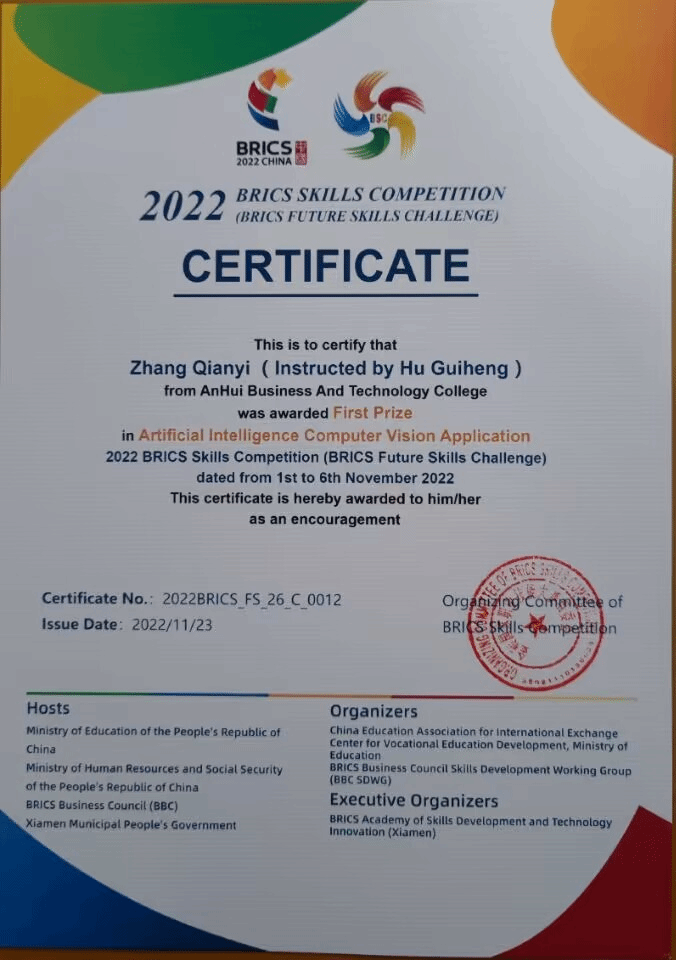 BRICS 中国
2022 CHINA
BSC
2022 BRICS SKILLS COMPETITION
(BRICS FUTURE SKILLS CHALLENGE)
CERTIFICATE
This is to certify that
Zhang Qianyi ( Instructed by Hu Guiheng )
from AnHui Business And Technology College
was awarded First Prize
in Artificial Intelligence Computer Vision Application
2022 BRICS Skills Competition (BRICS Future Skills Challenge)
dated from 1st to 6th November 2022
This certificate is hereby awarded to him/her
as an encouragement
Certificate No.: 2022BRICS_FS_26_C_0012
Issue Date: 2022/11/23
Organizing Committee of
BRICS Skills Competition
ORGANIZING COMMITTEE OF BRICS SKILLS
Hosts
Ministry of Education of the People's Republic of
China
Ministry of Human Resources and Social Security
of the People's Republic of China
BRICS Business Council (BBC)
Xiamen Municipal People's Government
Organizers
China Education Association for International Exchange
Center for Vocational Education Development, Ministry of
Education
BRICS Business Council Skills Development Working Group
(BBC SDWG)
Executive Organizers
BRICS Academy of Skills Development and Technology
Innovation (Xiamen)